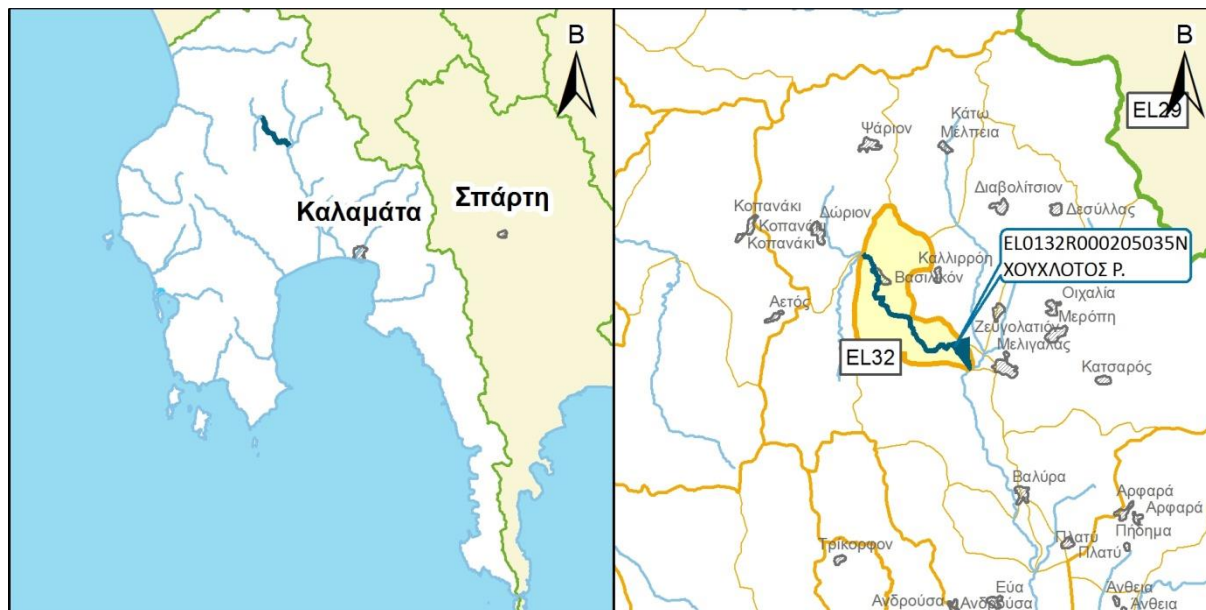 Β
Καλαμάτα
Σπάρτη
Β
EL29
Κάτω
Μέλπεια
Ψάριον
Διαβολίτσιον
Δεσύλλας
Κοπανάκι
Κοπανάκι
Κοπανάκι
Δώριον
EL0132R000205035N
ΧΟΥΧΛΟΤΟΣ Ρ.
Καλλιρρόη
Βασιλικόν
Οιχαλία
Μερόπη
Αετός
Ζευγολατιόν
Μελιγαλάς
EL32
Κατσαρός
Βαλύρα
Αρφαρά
Αρφαρά
Πήδημα
Πλατύ
Πλατύ
Τρίκορφον
Εύα
Ανδρούσα
Ανδρούσα
Άνθεια
Άνθεια